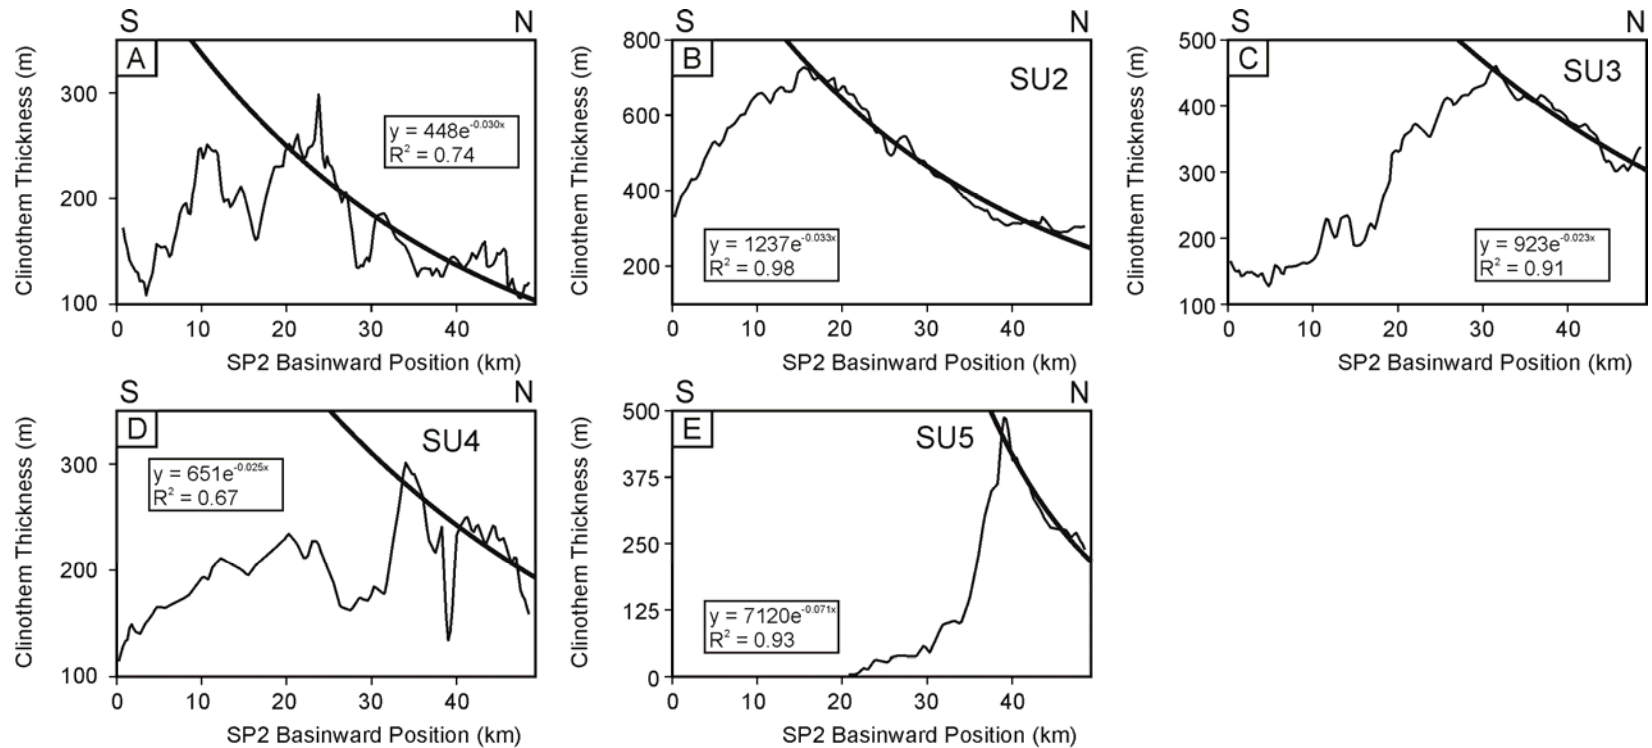 S N
A
Clinothem Thickness (m)
300
200
100
y = 448e^-0.030x
R² = 0.74
0 10 20 30 40
SP2 Basinward Position (km)
S N
B
SU2
Clinothem Thickness (m)
800
600
400
200
y = 1237e^-0.033x
R² = 0.98
0 10 20 30 40
SP2 Basinward Position (km)
S N
C
SU3
Clinothem Thickness (m)
500
400
300
200
100
y = 923e^-0.023x
R² = 0.91
0 10 20 30 40
SP2 Basinward Position (km)
S N
D
SU4
Clinothem Thickness (m)
300
200
100
y = 651e^-0.025x
R² = 0.67
0 10 20 30 40
SP2 Basinward Position (km)
S N
E
SU5
Clinothem Thickness (m)
500
375
250
125
0
y = 7120e^-0.071x
R² = 0.93
0 10 20 30 40
SP2 Basinward Position (km)